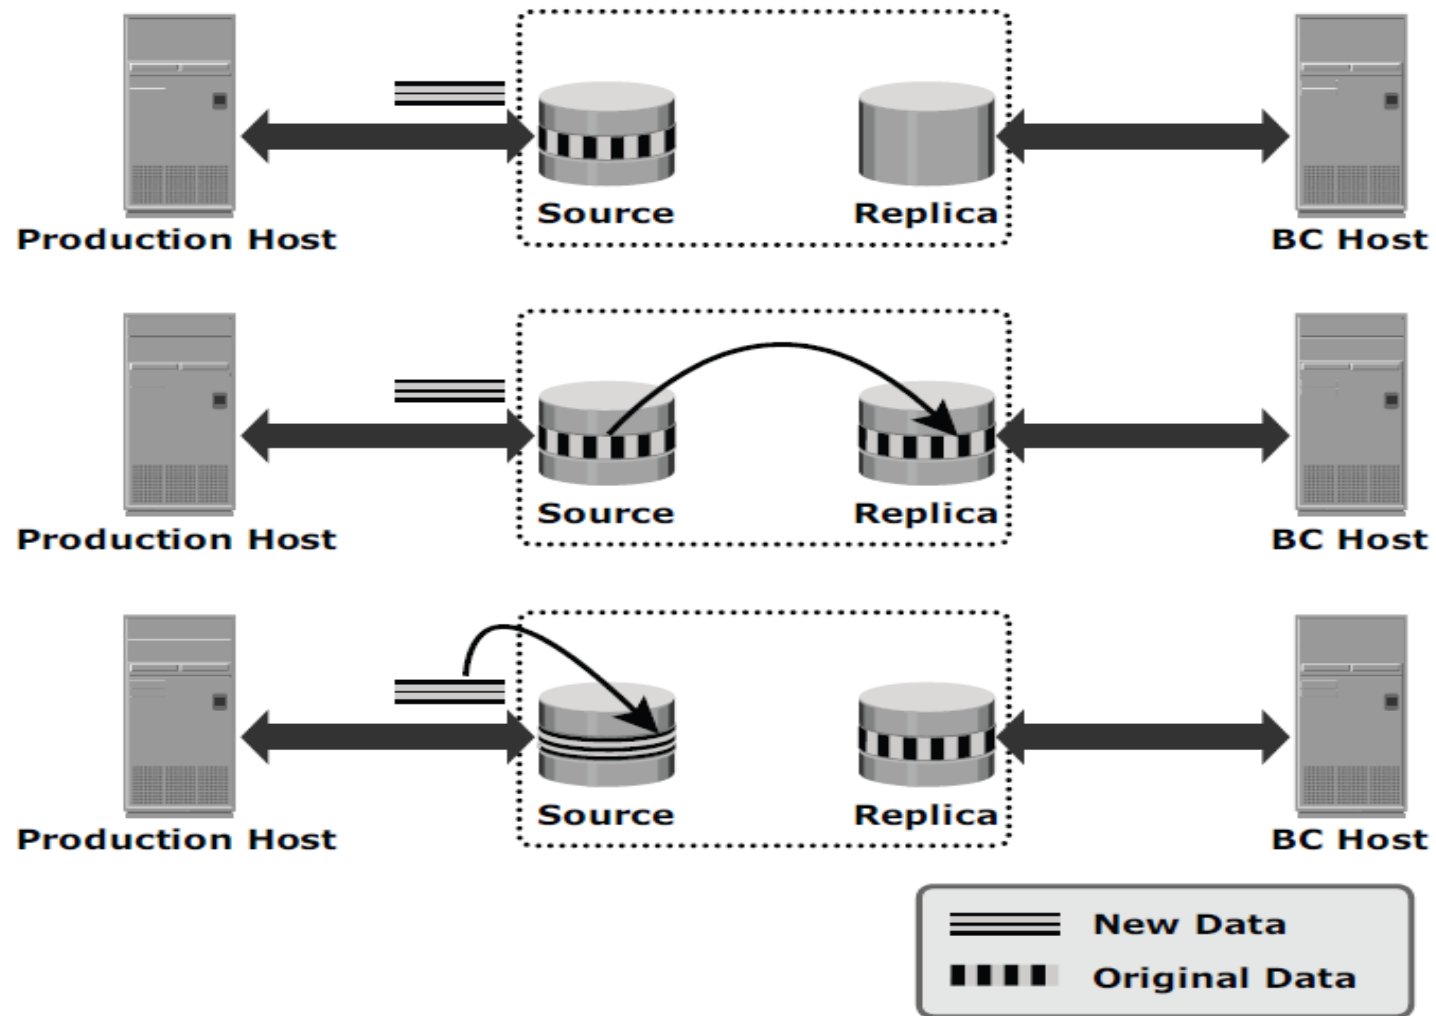 Source
Replica
Production Host
BC Host
Source
Replica
Production Host
BC Host
Source
Replica
Production Host
BC Host
New Data
Original Data